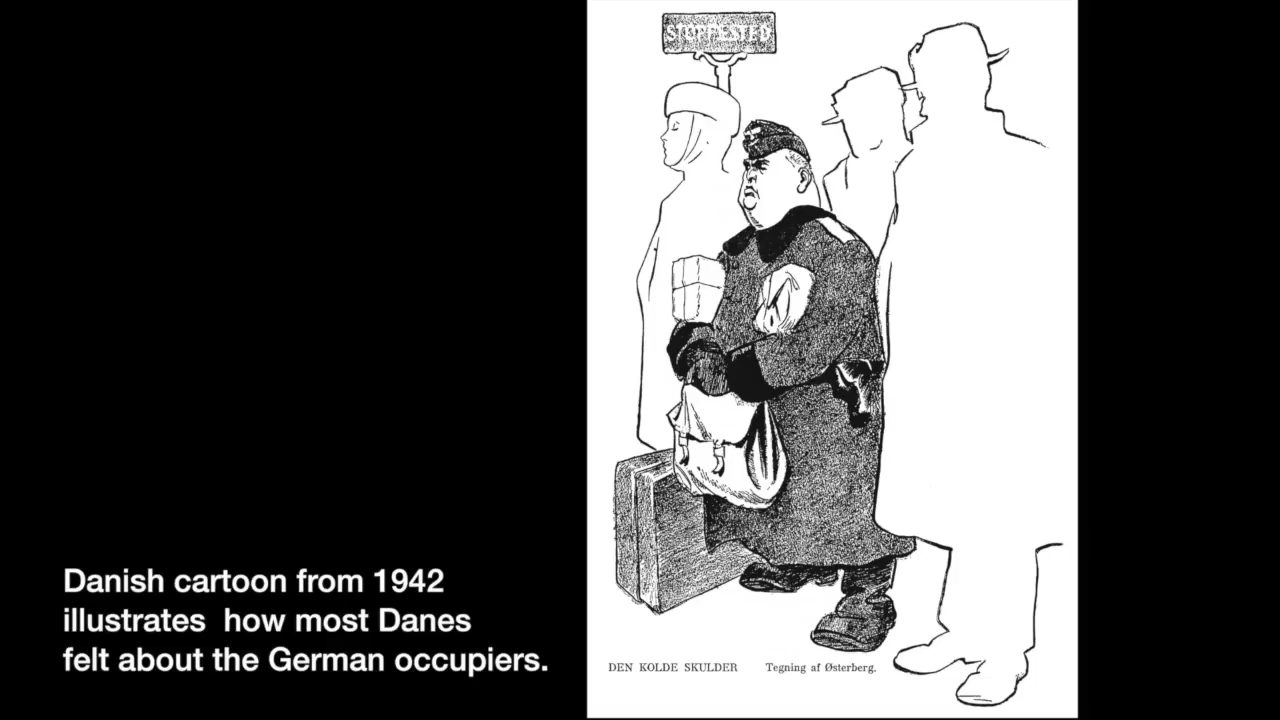 STOPPESTED
Danish cartoon from 1942
illustrates  how most Danes
felt about the German occupiers.
DEN KOLDE SKULDER Tegning af Østerberg.